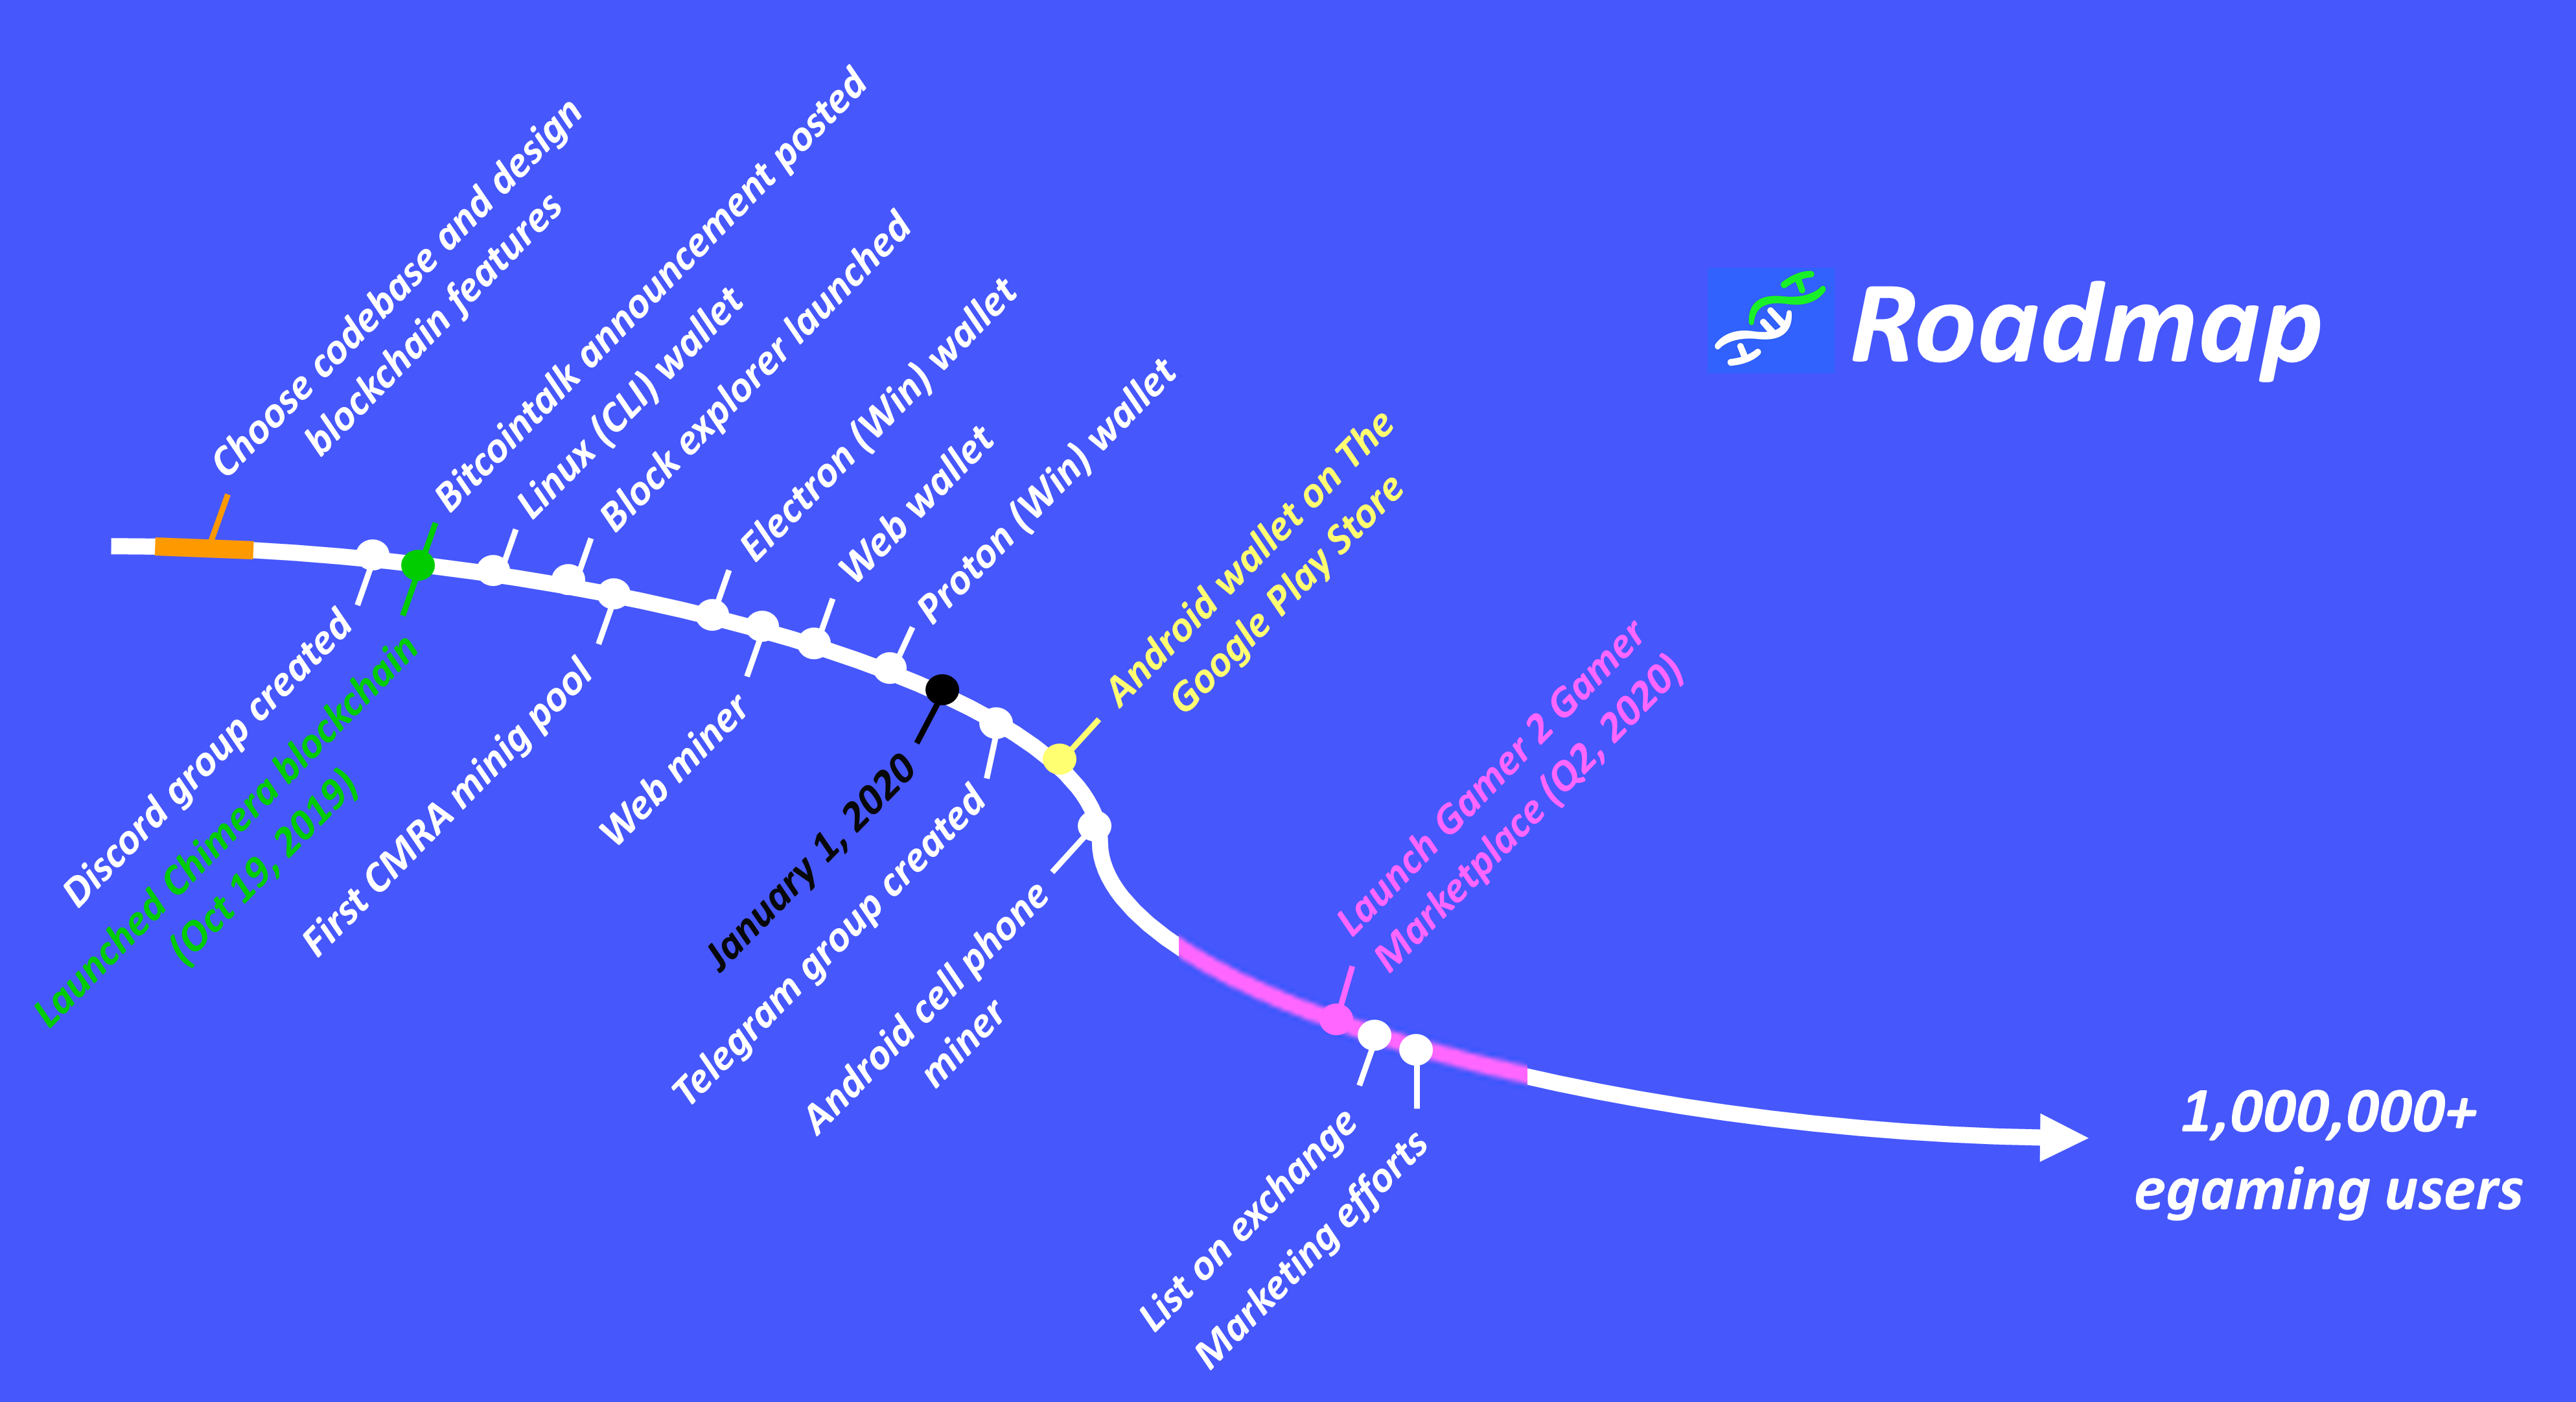 Roadmap
Choose codebase and design
blockchain features
Discord group created
Bitcointalk announcement posted
Launched Chimera blockchain
(Oct 19, 2019)
Linux (CLI) wallet
Block explorer launched
First CMRA minig pool
Electron (Win) wallet
Web miner
Web wallet
Proton (Win) wallet
January 1, 2020
Telegram group created
Android wallet on The
Google Play Store
Android cell phone
miner
Launch Gamer 2 Gamer
Marketplace (Q2, 2020)
List on exchange
Marketing efforts
1,000,000+
egaming users